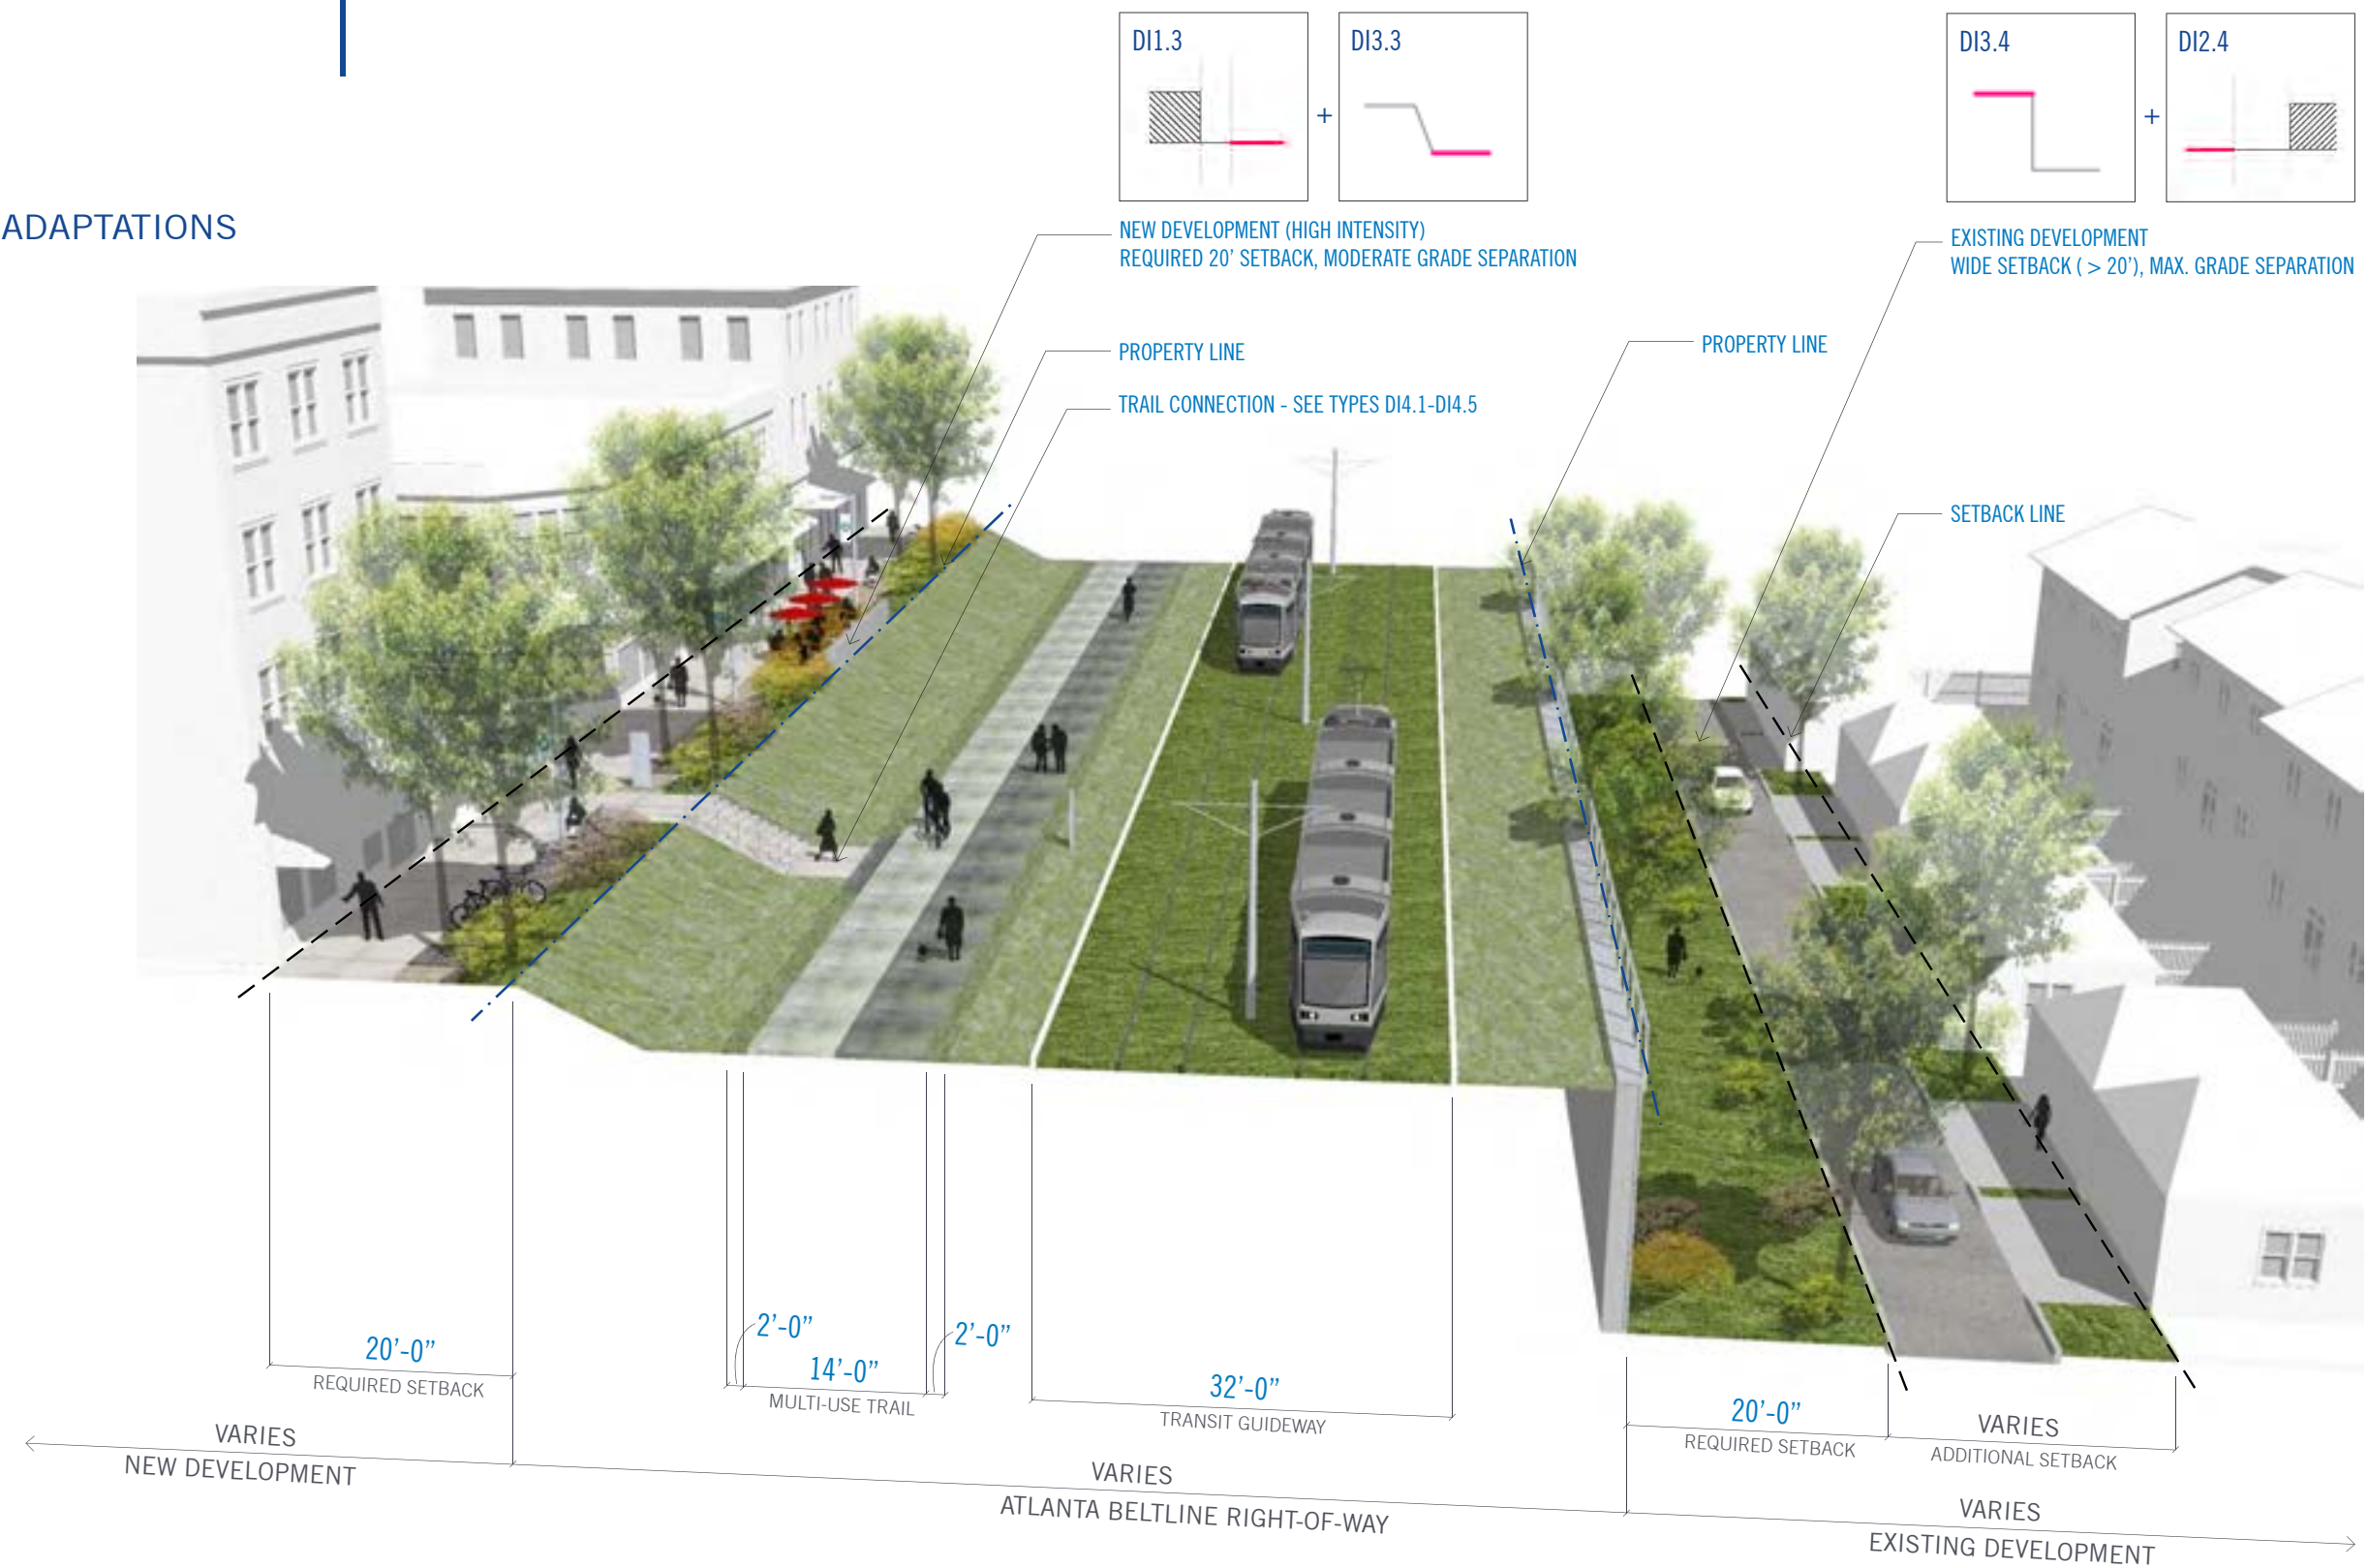 DI1.3
+
DI3.3
DI3.4
+
DI2.4
ADAPTATIONS
NEW DEVELOPMENT (HIGH INTENSITY)
REQUIRED 20’ SETBACK, MODERATE GRADE SEPARATION
EXISTING DEVELOPMENT
WIDE SETBACK ( > 20’), MAX. GRADE SEPARATION
PROPERTY LINE
PROPERTY LINE
TRAIL CONNECTION - SEE TYPES DI4.1-DI4.5
SETBACK LINE
20’-0”
REQUIRED SETBACK
2’-0”
14’-0”
MULTI-USE TRAIL
2’-0”
32’-0”
TRANSIT GUIDEWAY
20’-0”
REQUIRED SETBACK
VARIES
ADDITIONAL SETBACK
VARIES
NEW DEVELOPMENT
VARIES
ATLANTA BELTLINE RIGHT-OF-WAY
VARIES
EXISTING DEVELOPMENT